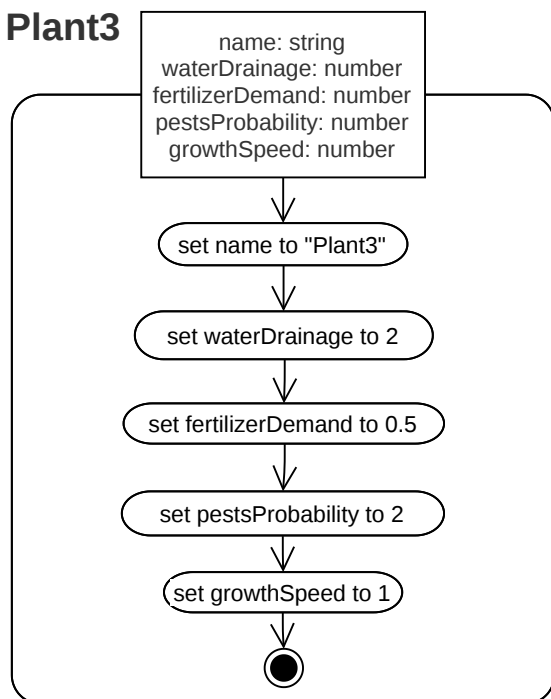 Plant3
name: string
waterDrainage: number
fertilizerDemand: number
pestsProbability: number
growthSpeed: number
set name to "Plant3"
set waterDrainage to 2
set fertilizerDemand to 0.5
set pestsProbability to 2
set growthSpeed to 1